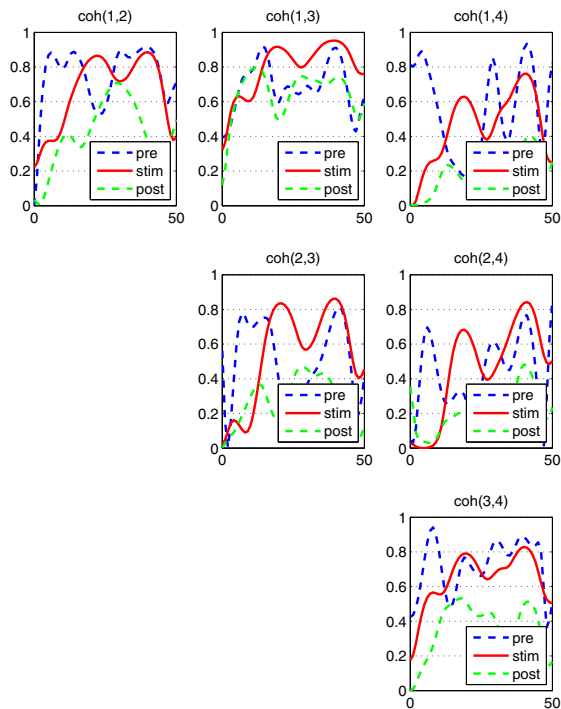 coh(1,2) coh(1,3) coh(1,4)
1 1 1
0.8 0.8 0.8
0.6 0.6 0.6
0.4 0.4 0.4
pre pre pre
0.2 stim 0.2 stim 0.2 stim
post post post
0 0 0
0 50 0 50 0 50
coh(2,3) coh(2,4)
1 1
0.8 0.8
0.6 0.6
0.4 0.4
pre pre
0.2 stim 0.2 stim
post post
0 0
0 50 0 50
coh(3,4)
1
0.8
0.6
0.4
pre
0.2 stim
post
0
0 50